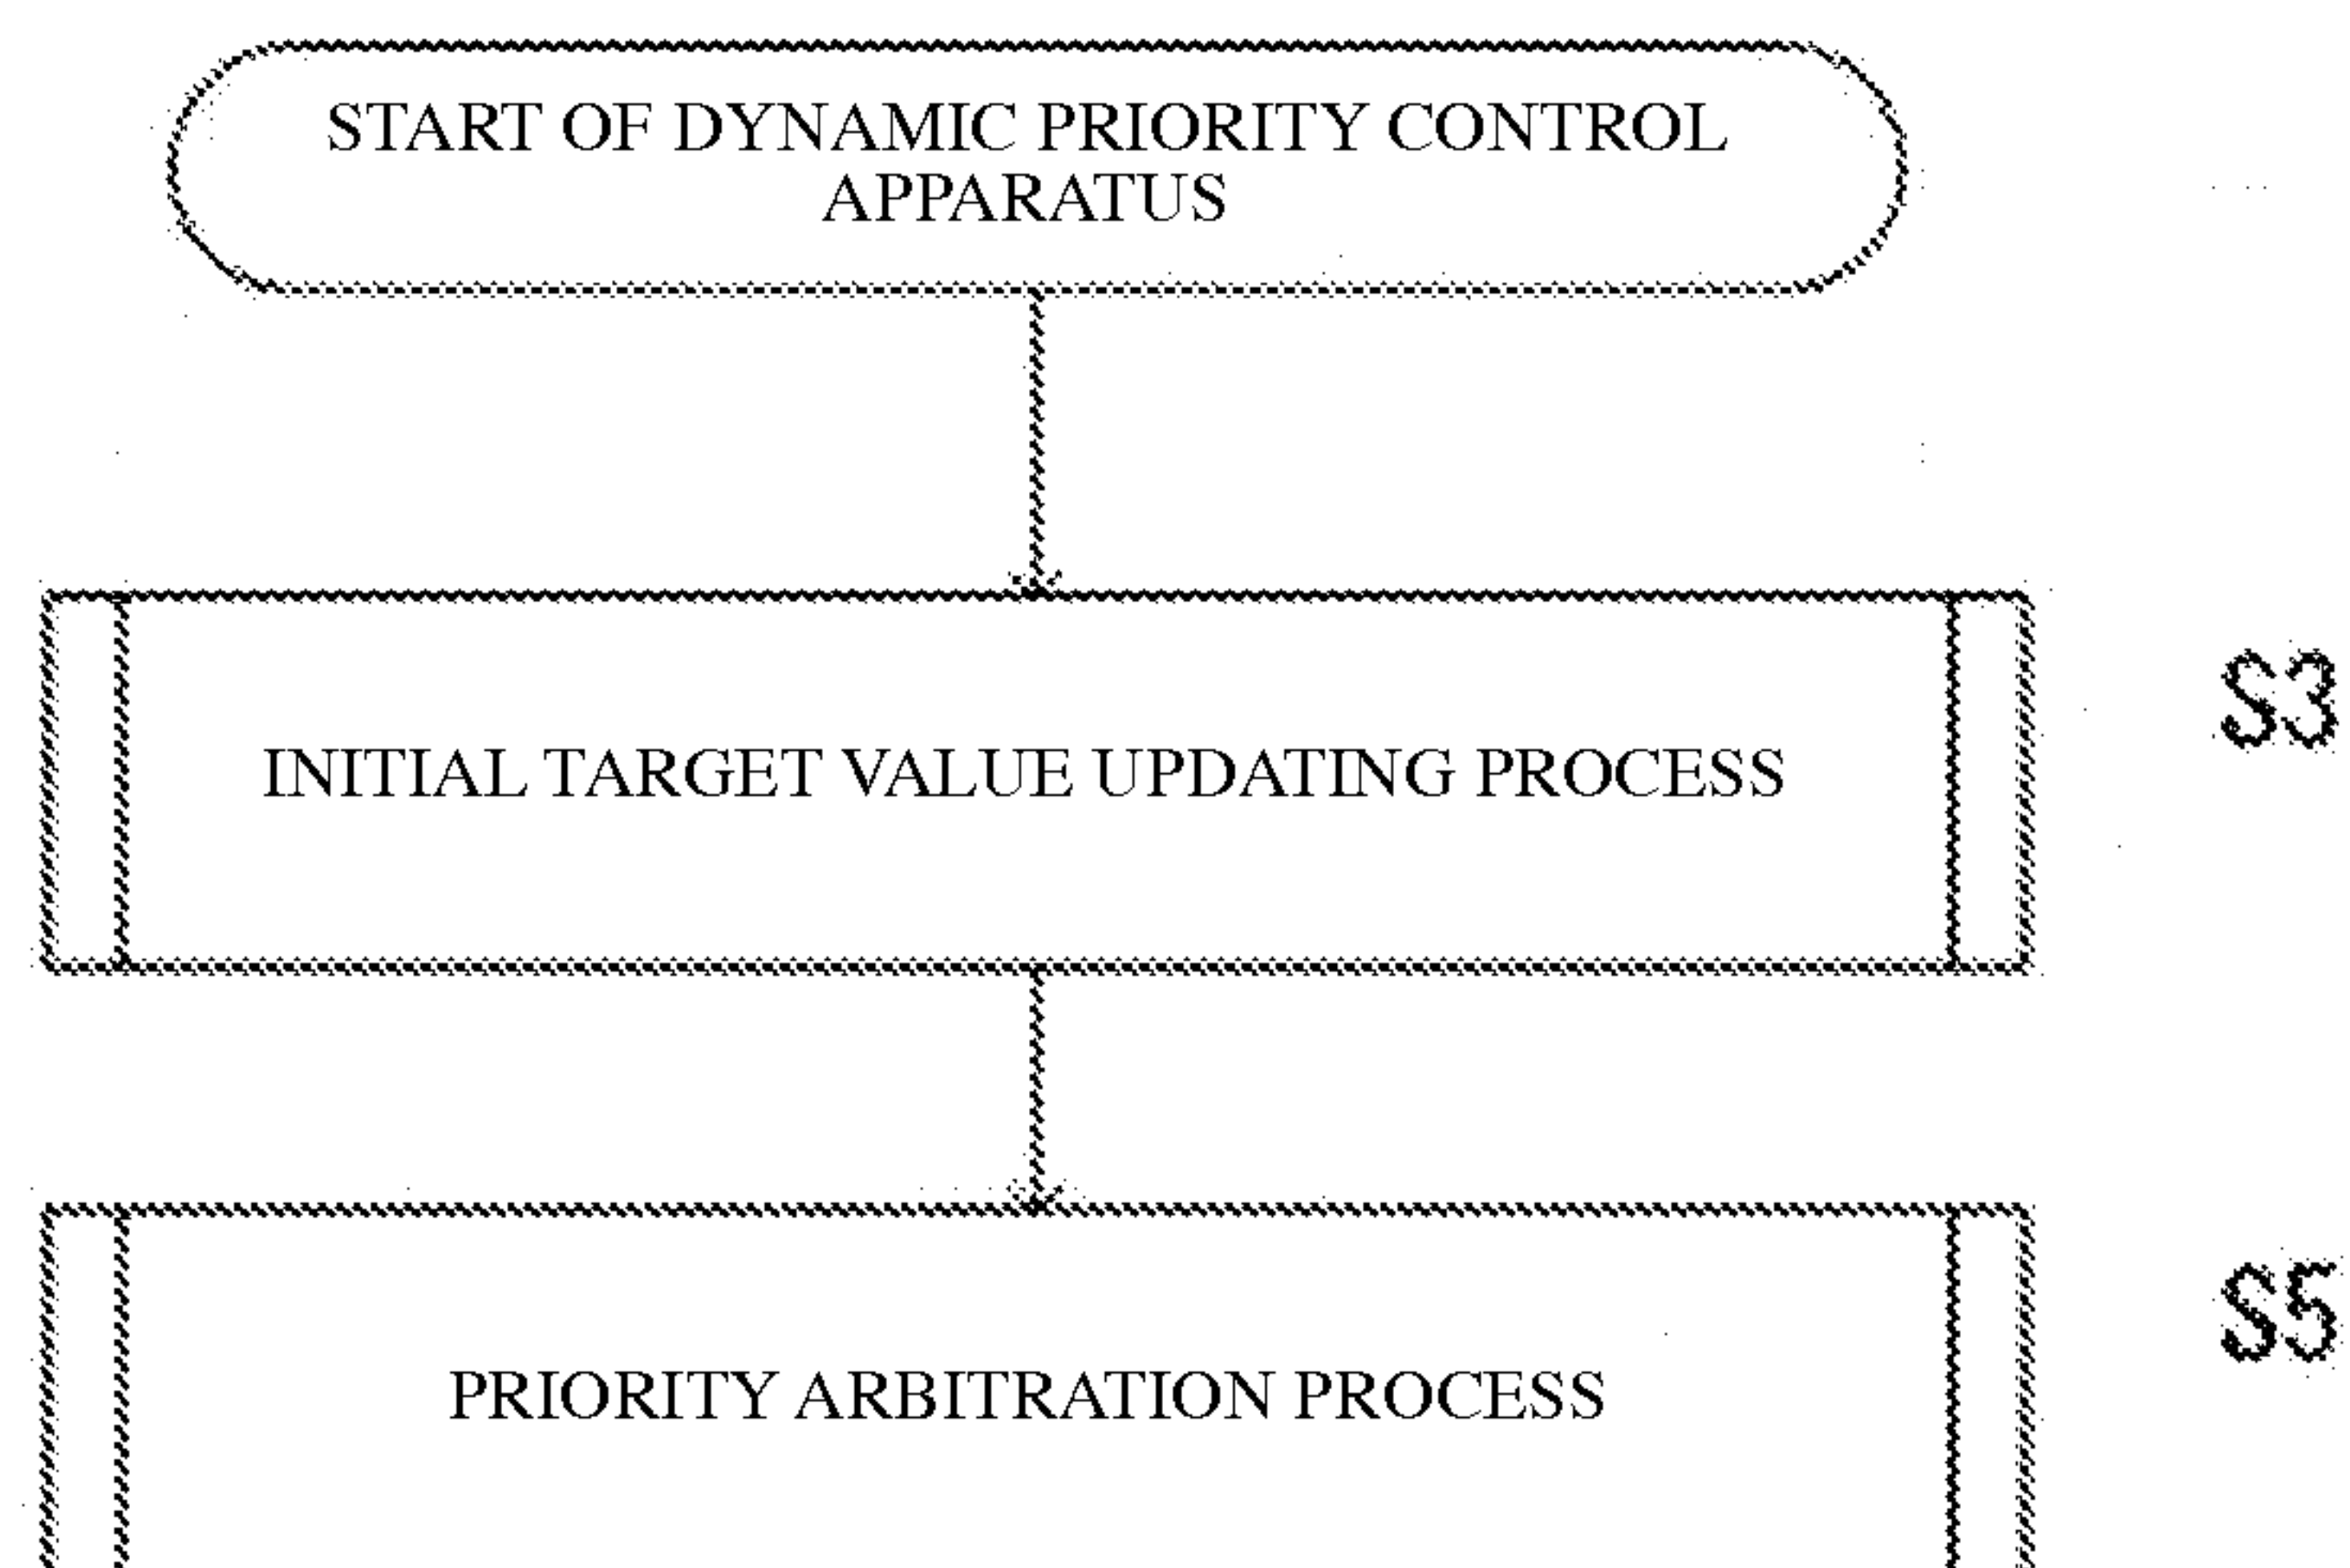 START OF DYNAMIC PRIORITY CONTROL
APPARATUS
INITIAL TARGET VALUE UPDATING PROCESS
S3
PRIORITY ARBITRATION PROCESS
S5